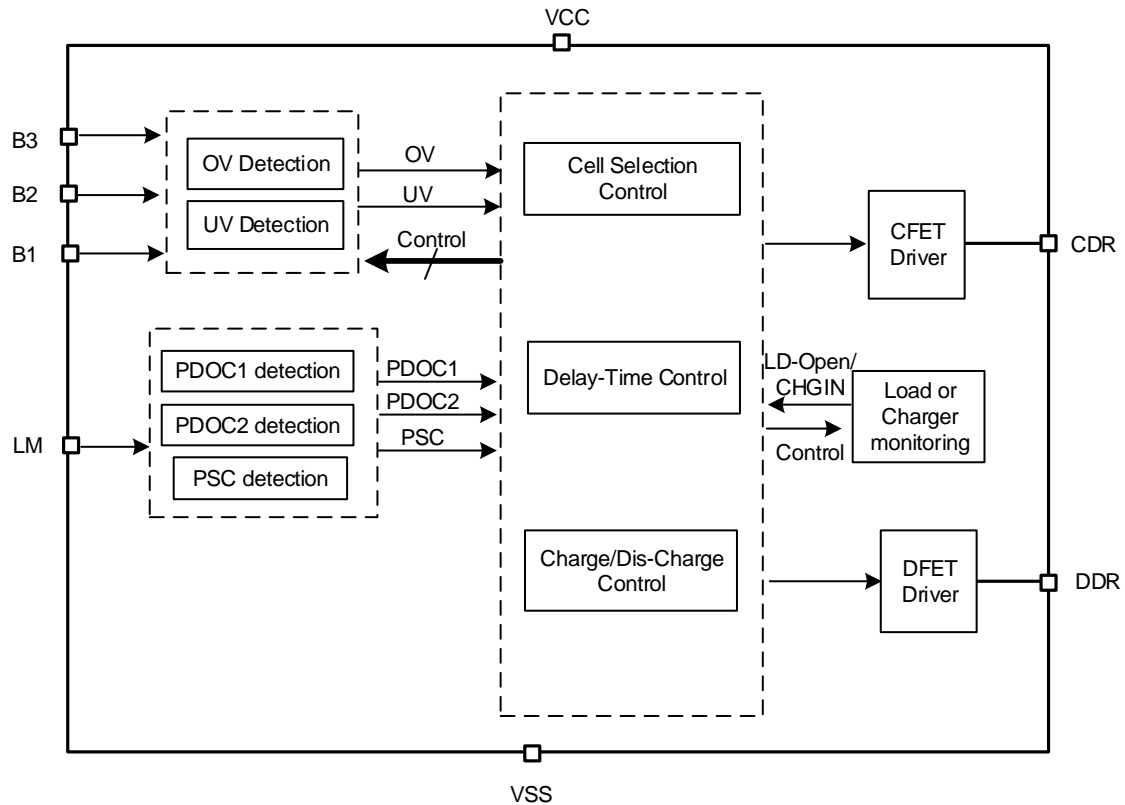 VCC
B3
B2
B1
OV Detection
UV Detection
OV
UV
Control
Cell Selection
Control
CFET
Driver
CDR
LM
PDOC1 detection
PDOC2 detection
PSC detection
PDOC1
PDOC2
PSC
Delay-Time Control
LD-Open/
CHGIN
Control
Load or
Charger
monitoring
Charge/Dis-Charge
Control
DFET
Driver
DDR
VSS